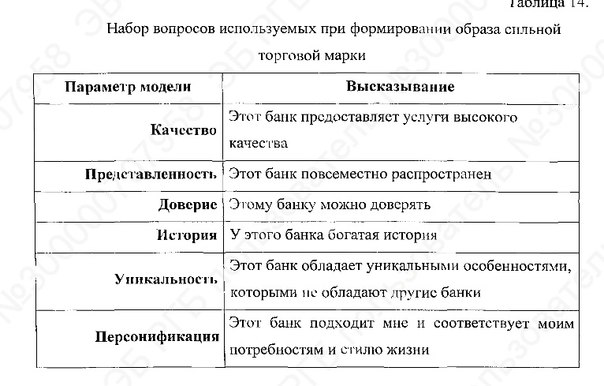 Таблица 14.
Набор вопросов используемых при формировании образа сильной
торговой марки
Параметр модели Высказывание
Качество Этот банк предоставляет услуги высокого
качества
Представленность Этот банк повсеместно распространен
Доверие Этому банку можно доверять
История У этого банка богатая история
Уникальность Этот банк обладает уникальными особенностями,
которыми не обладают другие банки
Персонификация Этот банк подходит мне и соответствует моим
потребностям и стилю жизни